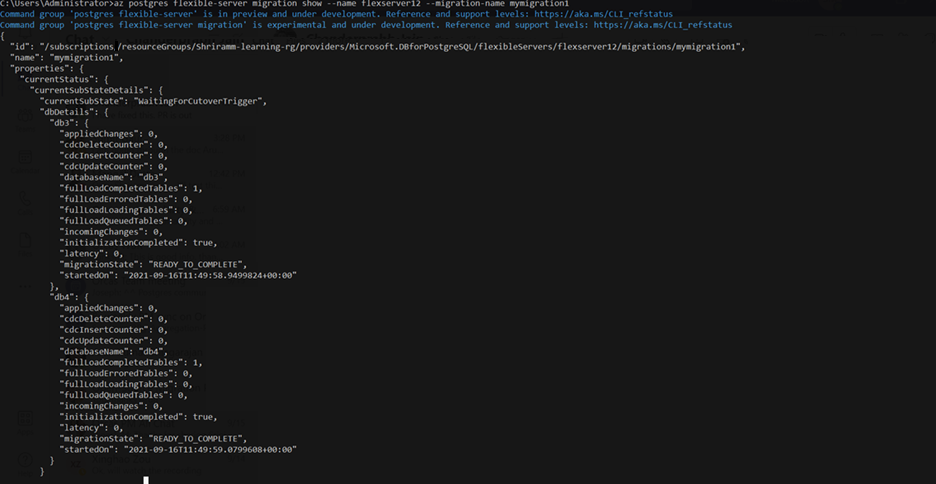 C:\Users\Administrator>az postgres flexible-server migration show --name flexserver12 --migration-name mymigration1
Command group 'postgres flexible-server' is in preview and under development. Reference and support levels: https://aka.ms/CLI_refstatus
Command group 'postgres flexible-server migration' is experimental and under development. Reference and support levels: https://aka.ms/CLI_refstatus
{
  "id": "/subscriptions/resourceGroups/Shriramm-learning-rg/providers/Microsoft.DBforPostgreSQL/flexibleServers/flexserver12/migrations/mymigration1",
  "name": "mymigration1",
  "properties": {
    "currentStatus": {
      "currentSubStateDetails": {
        "currentSubState": "WaitingForCutoverTrigger",
        "dbDetails": {
          "db3": {
            "appliedChanges": 0,
            "cdcDeleteCounter": 0,
            "cdcInsertCounter": 0,
            "cdcUpdateCounter": 0,
            "databaseName": "db3",
            "fullLoadCompletedTables": 1,
            "fullLoadErroredTables": 0,
            "fullLoadLoadingTables": 0,
            "fullLoadQueuedTables": 0,
            "incomingChanges": 0,
            "initializationCompleted": true,
            "latency": 0,
            "migrationState": "READY_TO_COMPLETE",
            "startedOn": "2021-09-16T11:49:58.9499824+00:00"
          },
          "db4": {
            "appliedChanges": 0,
            "cdcDeleteCounter": 0,
            "cdcInsertCounter": 0,
            "cdcUpdateCounter": 0,
            "databaseName": "db4",
            "fullLoadCompletedTables": 1,
            "fullLoadErroredTables": 0,
            "fullLoadLoadingTables": 0,
            "fullLoadQueuedTables": 0,
            "incomingChanges": 0,
            "initializationCompleted": true,
            "latency": 0,
            "migrationState": "READY_TO_COMPLETE",
            "startedOn": "2021-09-16T11:49:59.0799608+00:00"
          }
        }